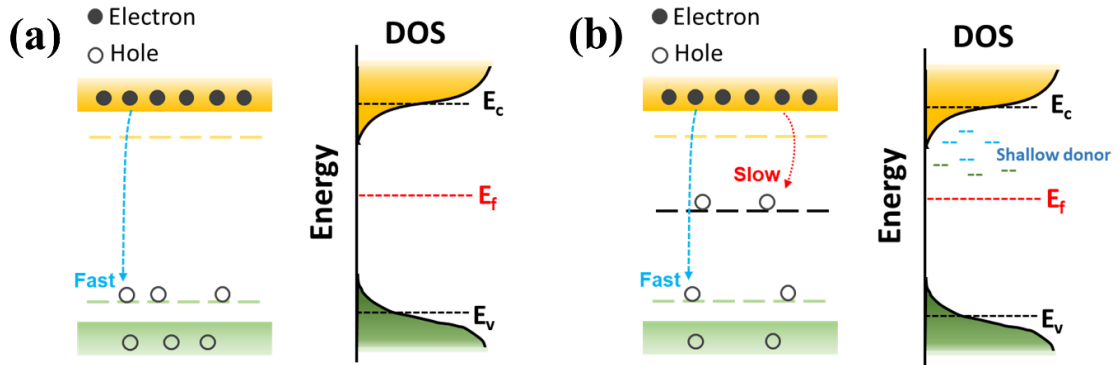 (a)
Electron
Hole
Fast
DOS
Energy
Ec
Ef
Ev
(b)
Electron
Hole
Slow
Fast
DOS
Energy
Ec
Shallow donor
Ef
Ev